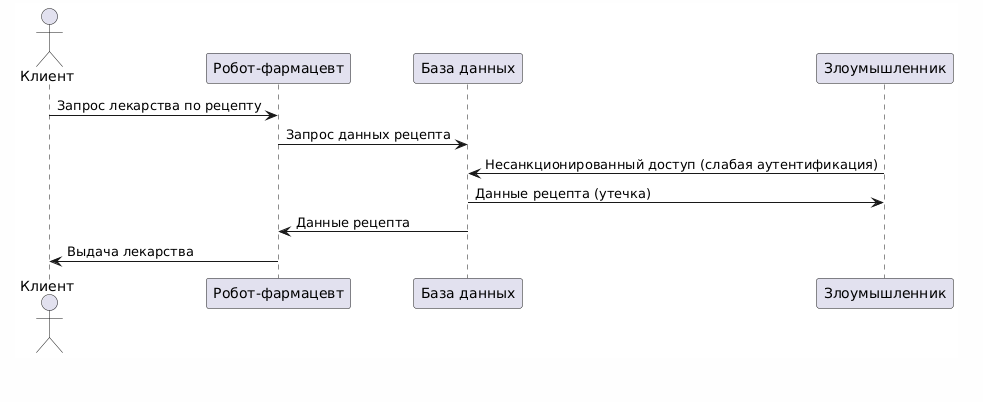 Клиент
Робот-фармацевт
База данных
Злоумышленник
Запрос лекарства по рецепту
Запрос данных рецепта
Несанкционированный доступ (слабая аутентификация)
Данные рецепта (утечка)
Данные рецепта
Выдача лекарства
Клиент
Робот-фармацевт
База данных
Злоумышленник